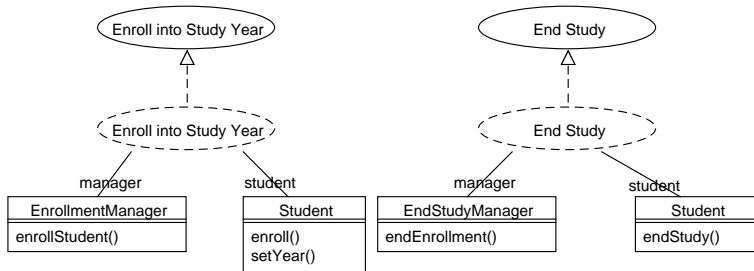 Enroll into Study Year
End Study
Enroll into Study Year
End Study
manager
student
manager
student
EnrollmentManager
enrollStudent()
Student
enroll()
setYear()
EndStudyManager
endEnrollment()
Student
endStudy()